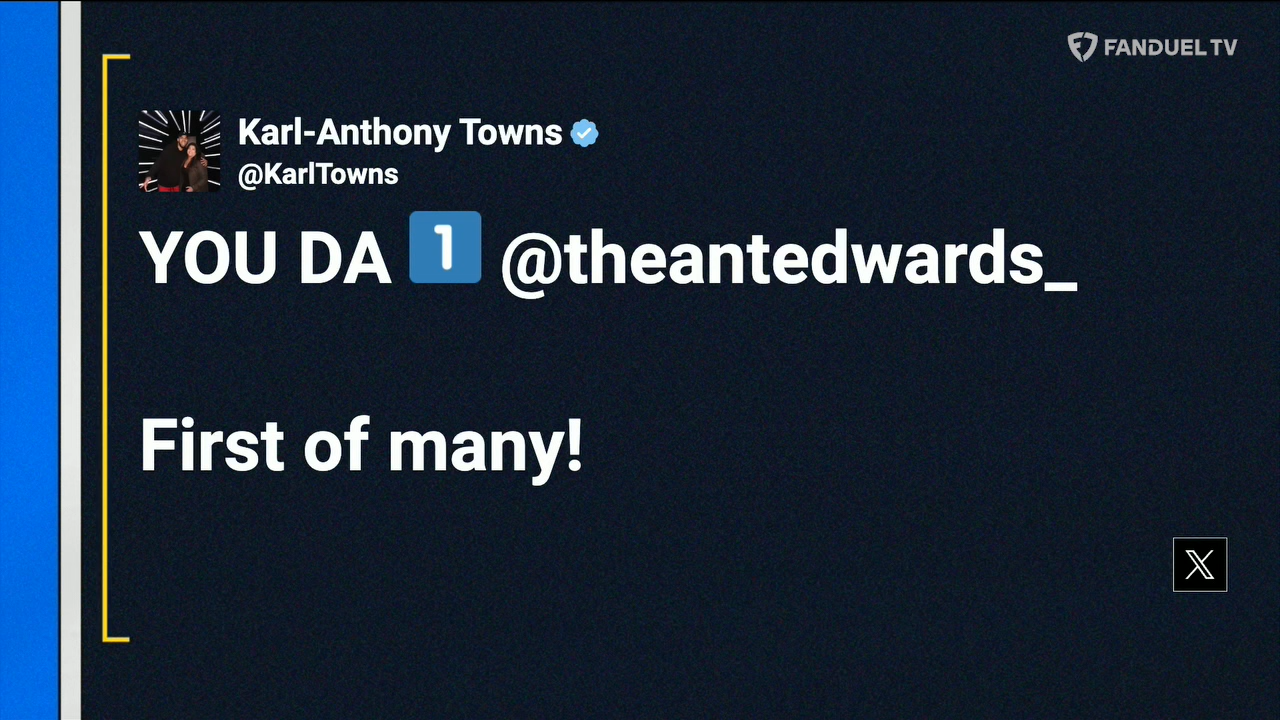 FANDUEL TV
Karl-Anthony Towns
@KarlTowns
YOU DA 1️⃣ @theantedwards_
First of many!